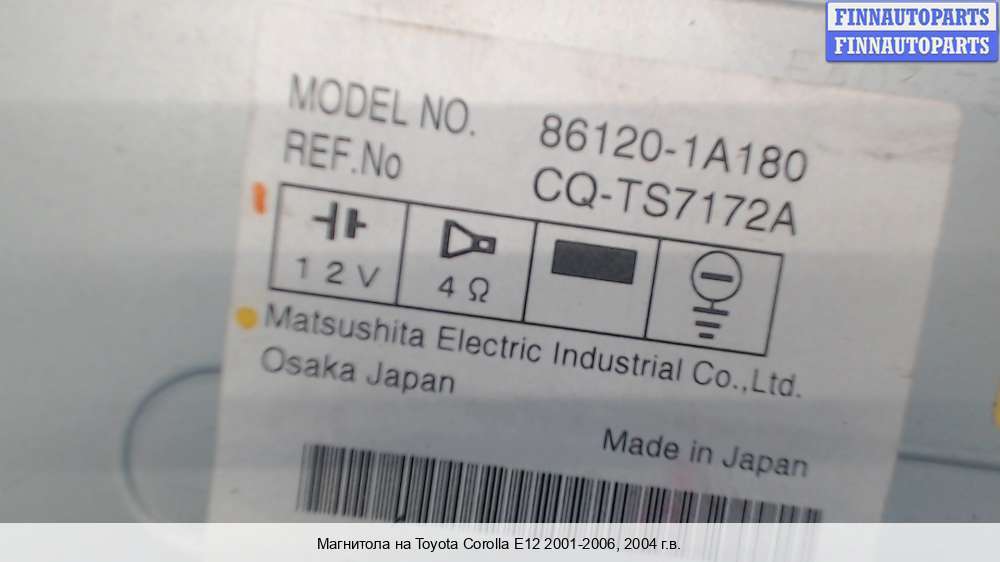 FINNAUTOPARTS
FINNAUTOPARTS
MODEL NO. 86120-1A180
REF.No CQ-TS7172A
12V
4 Ω
Matsushita Electric Industrial Co.,Ltd.
Osaka Japan
Made in Japan
Магнитола на Toyota Corolla E12 2001-2006, 2004 г.в.